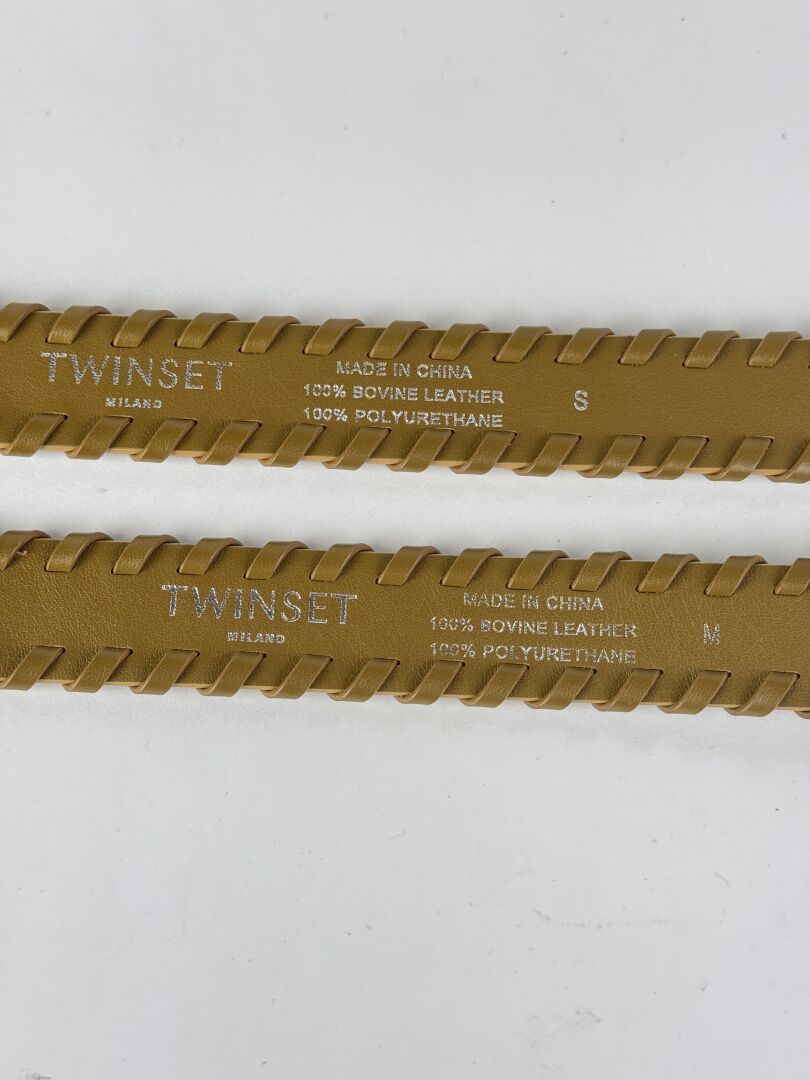 TWINSET
MILANO
MADE IN CHINA
100% BOVINE LEATHER
100% POLYURETHANE
S
TWINSET
MILANO
MADE IN CHINA
100% BOVINE LEATHER
100% POLYURETHANE
M